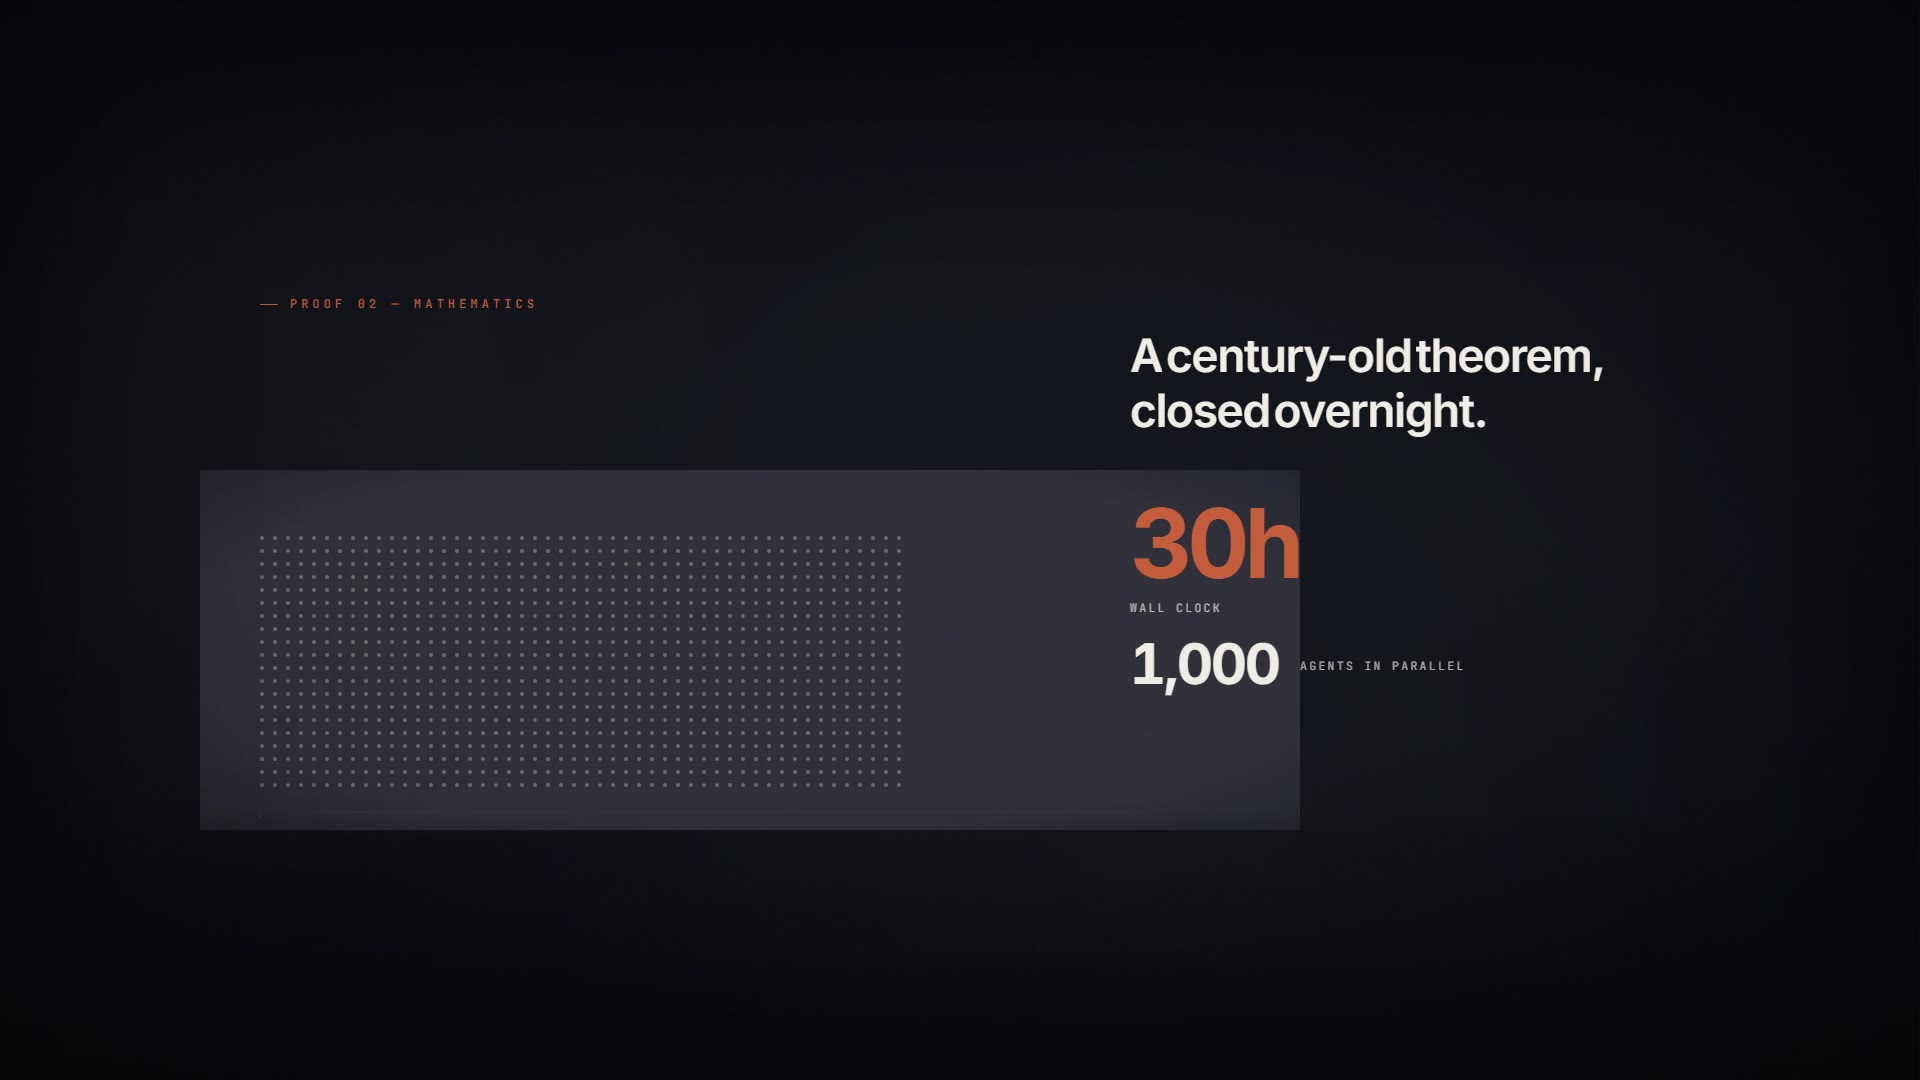 — PROOF 02 — MATHEMATICS
A century-old theorem,
closed overnight.
30h
WALL CLOCK
1,000 AGENTS IN PARALLEL